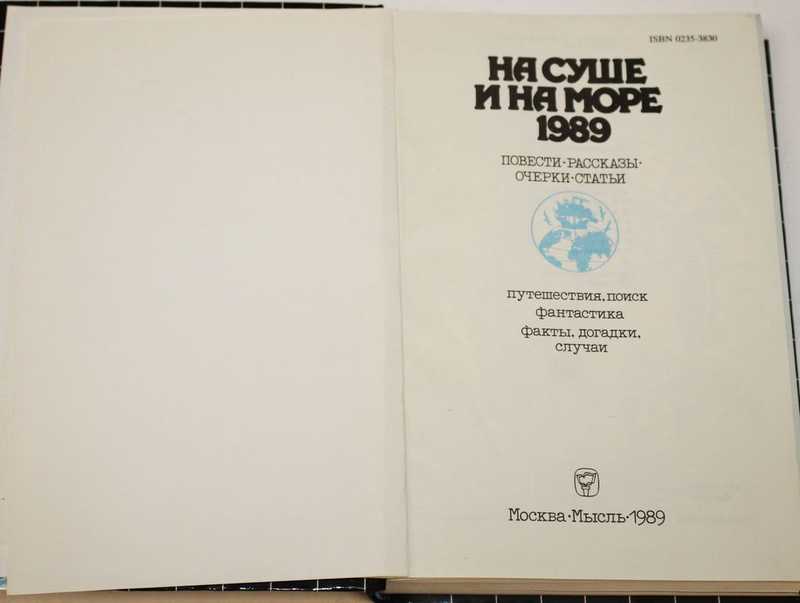 ISBN 0235-3830
НА СУШЕ
И НА МОРЕ
1989
ПОВЕСТИ·РАССКАЗЫ·
ОЧЕРКИ·СТАТЬИ
путешествия, поиск
фантастика
факты, догадки,
случаи
Москва·Мысль·1989